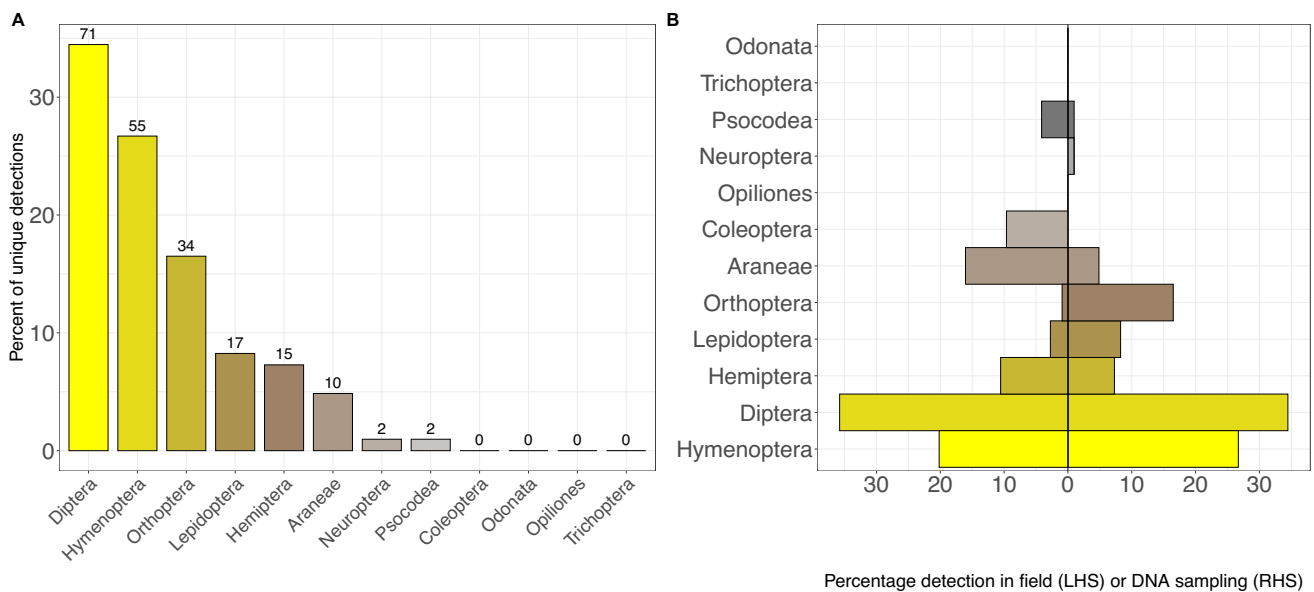 A
Percent of unique detections
30
20
10
0
71
55
34
17
15
10
2
2
0
0
0
0
Diptera
Hymenoptera
Orthoptera
Lepidoptera
Hemiptera
Araneae
Neuroptera
Psocodea
Coleoptera
Odonata
Opiliones
Trichoptera
B
Odonata
Trichoptera
Psocodea
Neuroptera
Opiliones
Coleoptera
Araneae
Orthoptera
Lepidoptera
Hemiptera
Diptera
Hymenoptera
30 20 10 0 10 20 30
Percentage detection in field (LHS) or DNA sampling (RHS)